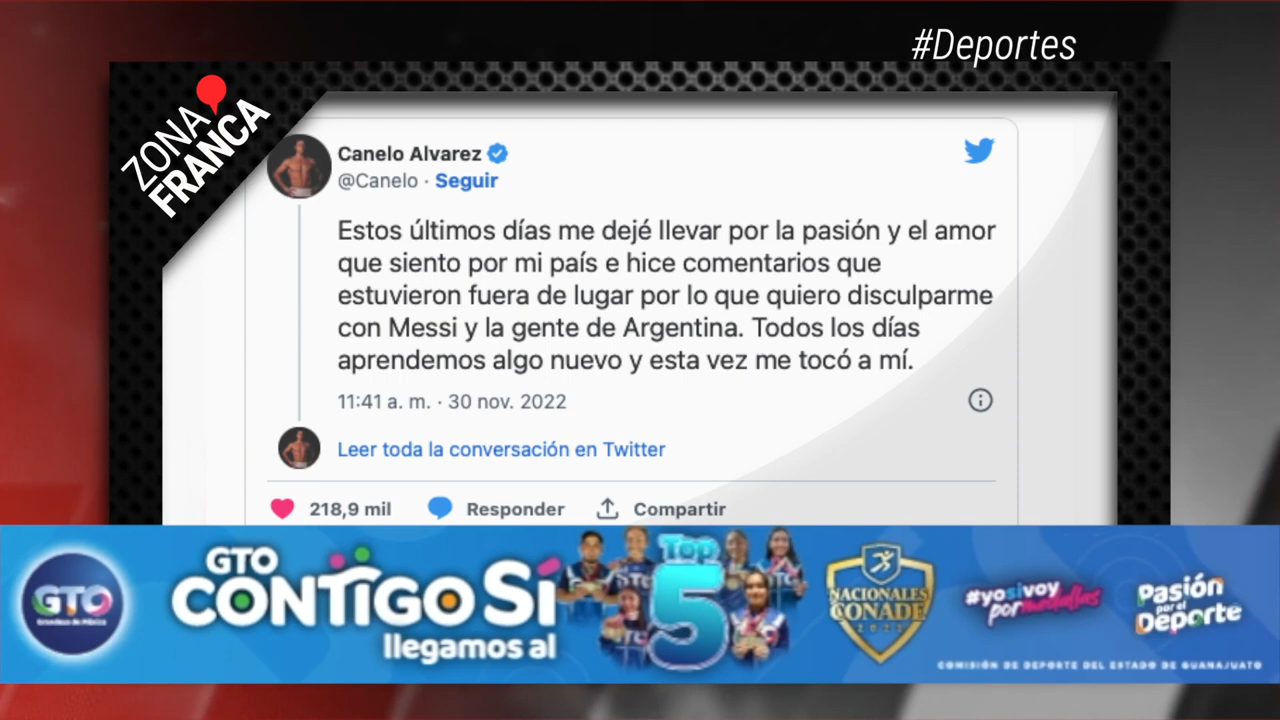 #Deportes
ZONA
FRANCA
Canelo Alvarez
@Canelo · Seguir
Estos últimos días me dejé llevar por la pasión y el amor
que siento por mi país e hice comentarios que
estuvieron fuera de lugar por lo que quiero disculparme
con Messi y la gente de Argentina. Todos los días
aprendemos algo nuevo y esta vez me tocó a mí.
11:41 a. m. · 30 nov. 2022
Leer toda la conversación en Twitter
218,9 mil Responder Compartir
GTO
Grandeza de México
GTO
CONTIGO Sí
llegamos al
Top
5
NACIONALES
CONADE
#yosivoy
pormedallas
Pasión
por el
Deporte
COMISIÓN DE DEPORTE DEL ESTADO DE GUANAJUATO